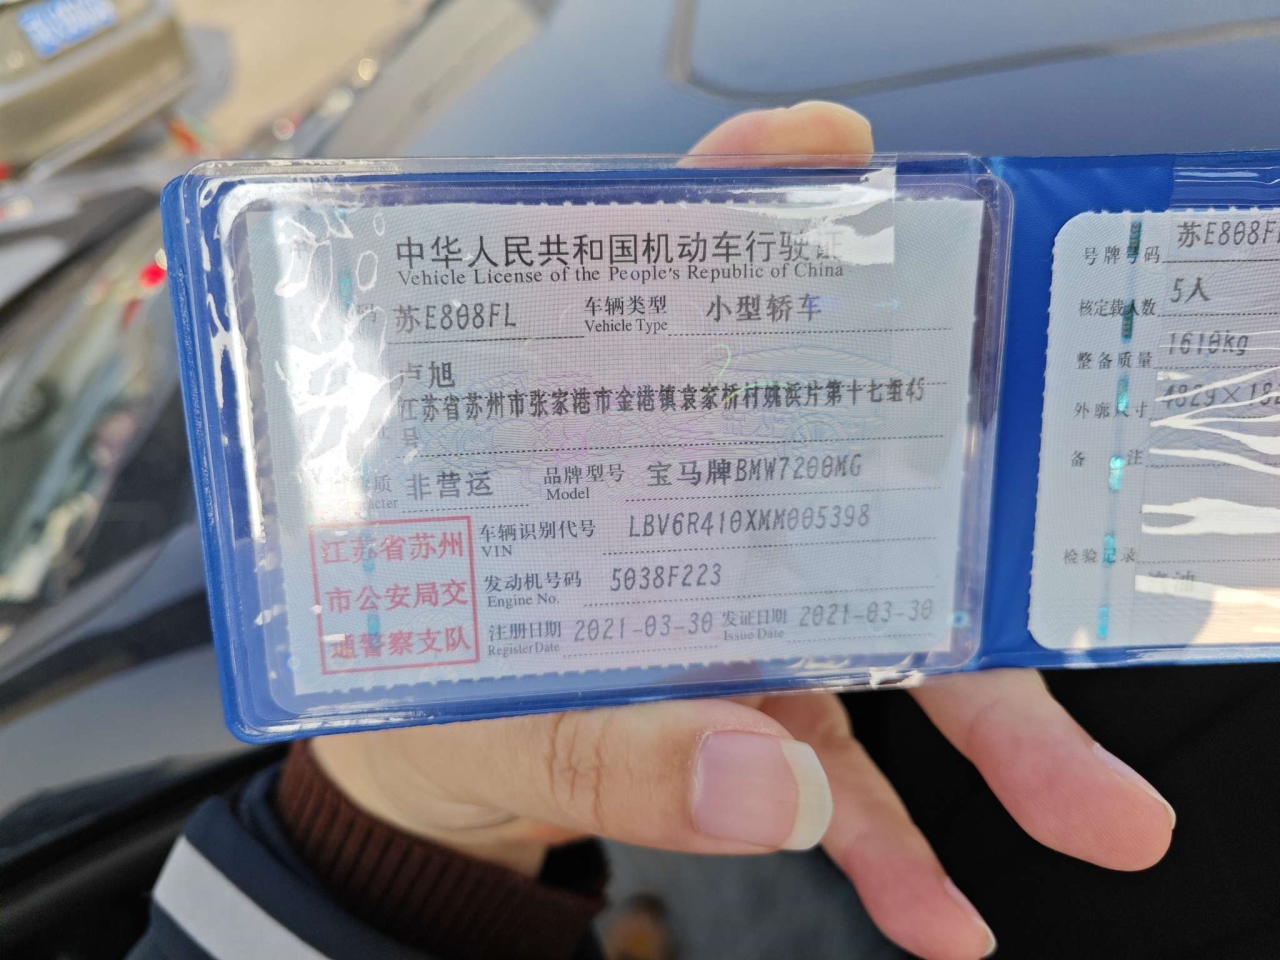 中华人民共和国机动车行驶证
Vehicle License of the People's Republic of China
码 苏E808FL 车辆类型 Vehicle Type 小型轿车
卢旭
江苏省苏州市张家港市金港镇袁家桥村姚浜片第十七组45
号
质 非营运 品牌型号 Model 宝马牌BMW7200MG
江苏省苏州
市公安局交
通警察支队
车辆识别代号 VIN LBV6R410XMM005398
发动机号码 Engine No. 5038F223
注册日期 Register Date 2021-03-30 发证日期 Issue Date 2021-03-30
号牌号码 苏E808F
核定载人数 5人
整备质量 1610kg
外廓尺寸 4829×18
备注
检验记录
汽油